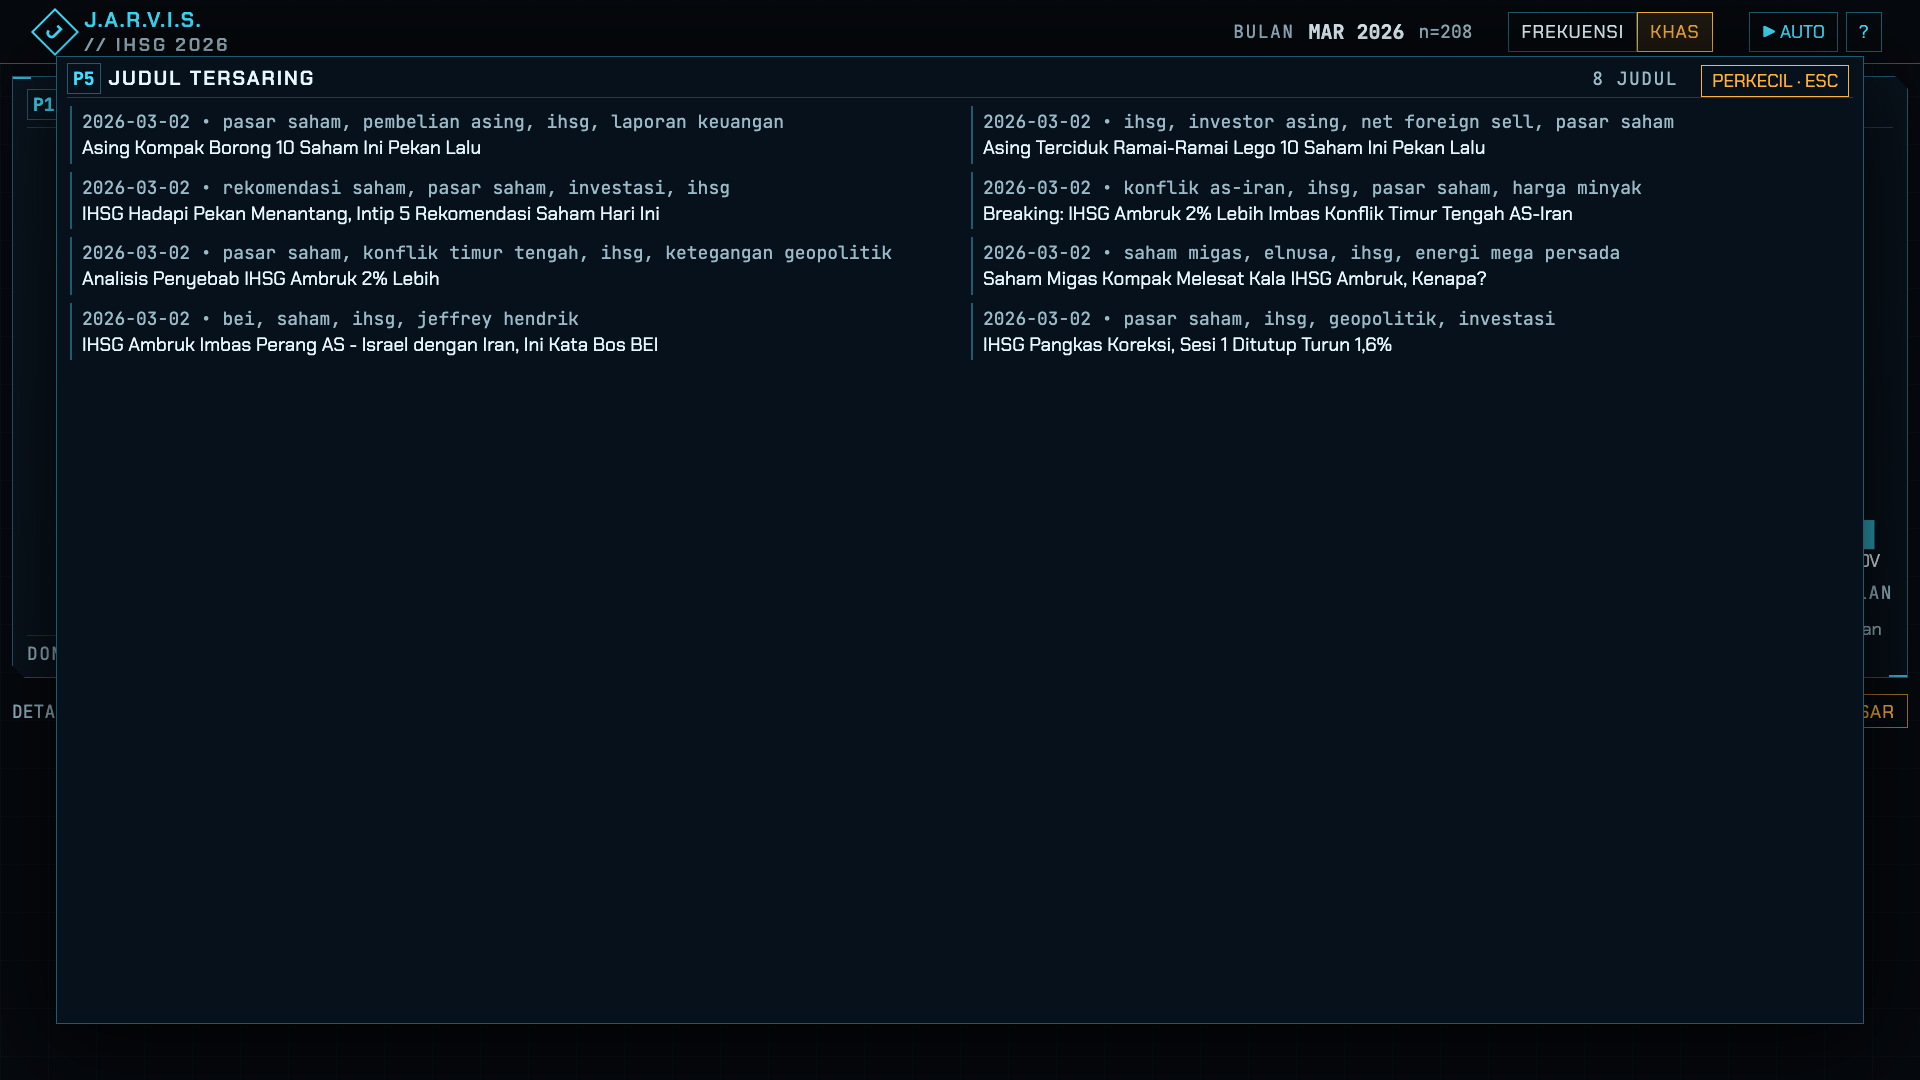 J.A.R.V.I.S.
// IHSG 2026
BULAN MAR 2026 n=208
FREKUENSI KHAS
▶ AUTO
?
P1
P5 JUDUL TERSARING
8 JUDUL
PERKECIL · ESC
2026-03-02 • pasar saham, pembelian asing, ihsg, laporan keuangan
Asing Kompak Borong 10 Saham Ini Pekan Lalu
2026-03-02 • ihsg, investor asing, net foreign sell, pasar saham
Asing Terciduk Ramai-Ramai Lego 10 Saham Ini Pekan Lalu
2026-03-02 • rekomendasi saham, pasar saham, investasi, ihsg
IHSG Hadapi Pekan Menantang, Intip 5 Rekomendasi Saham Hari Ini
2026-03-02 • konflik as-iran, ihsg, pasar saham, harga minyak
Breaking: IHSG Ambruk 2% Lebih Imbas Konflik Timur Tengah AS-Iran
2026-03-02 • pasar saham, konflik timur tengah, ihsg, ketegangan geopolitik
Analisis Penyebab IHSG Ambruk 2% Lebih
2026-03-02 • saham migas, elnusa, ihsg, energi mega persada
Saham Migas Kompak Melesat Kala IHSG Ambruk, Kenapa?
2026-03-02 • bei, saham, ihsg, jeffrey hendrik
IHSG Ambruk Imbas Perang AS - Israel dengan Iran, Ini Kata Bos BEI
2026-03-02 • pasar saham, ihsg, geopolitik, investasi
IHSG Pangkas Koreksi, Sesi 1 Ditutup Turun 1,6%